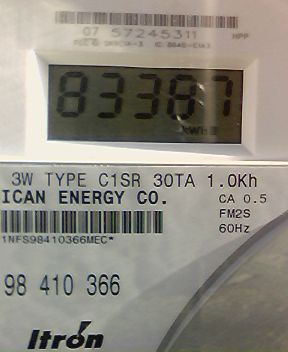 07 57245311 HPP
83387
kWh
3W TYPE C1SR 30TA 1.0Kh
ICAN ENERGY CO. CA 0.5
FM2S
60Hz
1NFS98410366MEC*
98 410 366
Itron